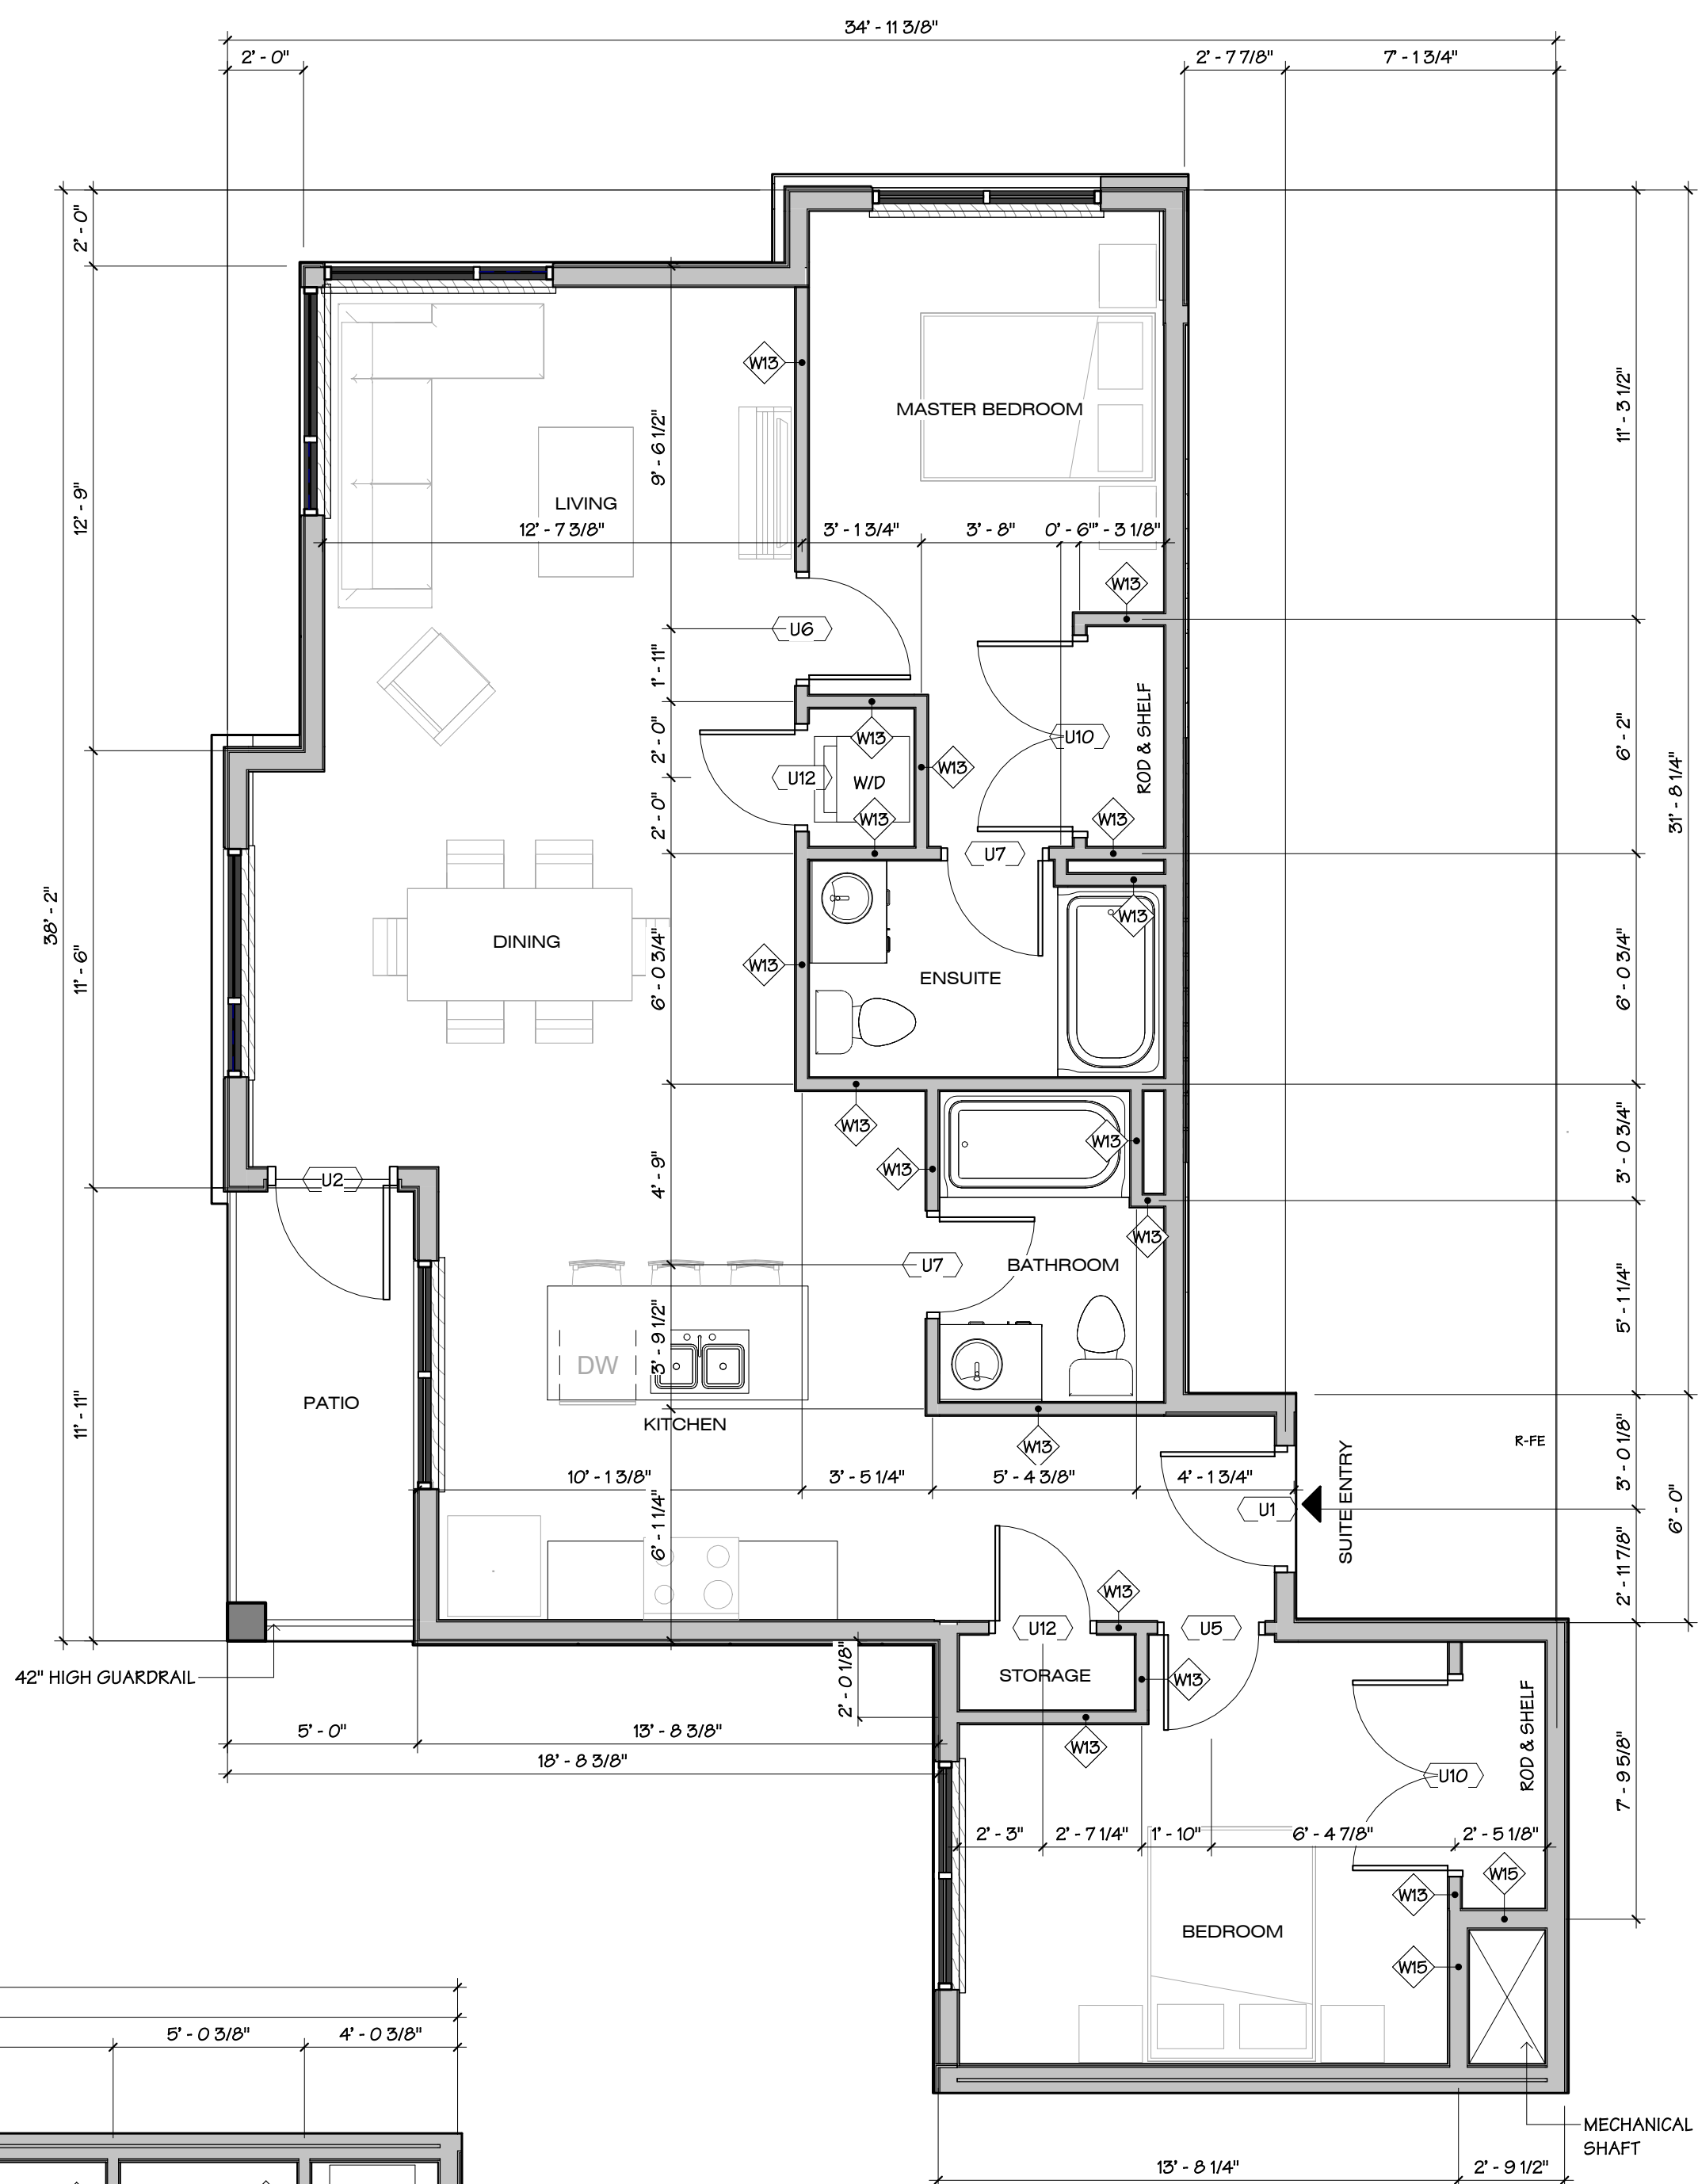 34' - 11 3/8"
2' - 0"
2' - 7 7/8"
7' - 1 3/4"
2' - 0"
12' - 9"
38' - 2"
11' - 6"
11' - 11"
W13
MASTER BEDROOM
9' - 6 1/2"
11' - 3 1/2"
LIVING
12' - 7 3/8"
3' - 1 3/4"
3' - 8"
0' - 6"
' - 3 1/8"
W13
U6
1' - 11"
ROD & SHELF
U10
W13
2' - 0"
6' - 2"
W13
U12
W/D
31' - 8 1/4"
W13
2' - 0"
W13
U7
W13
DINING
W13
ENSUITE
6' - 0 3/4"
6' - 0 3/4"
W13
W13
W13
4' - 9"
3' - 0 3/4"
U2
W13
U7
BATHROOM
5' - 1 1/4"
3' - 9 1/2"
DW
PATIO
KITCHEN
W13
R-FE
SUITE ENTRY
3' - 0 1/8"
10' - 1 3/8"
3' - 5 1/4"
5' - 4 3/8"
4' - 1 3/4"
U1
6' - 0"
6' - 1 1/4"
2' - 11 7/8"
W13
U12
U5
42" HIGH GUARDRAIL
2' - 0 1/8"
STORAGE
W13
5' - 0"
13' - 8 3/8"
W13
18' - 8 3/8"
ROD & SHELF
U10
7' - 9 5/8"
2' - 3"
2' - 7 1/4"
1' - 10"
6' - 4 7/8"
2' - 5 1/8"
W15
W13
BEDROOM
W15
5' - 0 3/8"
4' - 0 3/8"
MECHANICAL
SHAFT
13' - 8 1/4"
2' - 9 1/2"